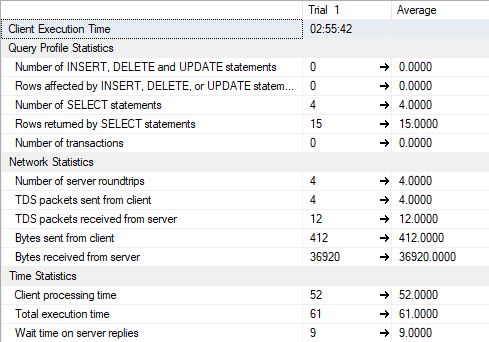 Trial 1 Average
Client Execution Time 02:55:42
Query Profile Statistics
Number of INSERT, DELETE and UPDATE statements 0 → 0.0000
Rows affected by INSERT, DELETE, or UPDATE statem... 0 → 0.0000
Number of SELECT statements 4 → 4.0000
Rows returned by SELECT statements 15 → 15.0000
Number of transactions 0 → 0.0000
Network Statistics
Number of server roundtrips 4 → 4.0000
TDS packets sent from client 4 → 4.0000
TDS packets received from server 12 → 12.0000
Bytes sent from client 412 → 412.0000
Bytes received from server 36920 → 36920.0000
Time Statistics
Client processing time 52 → 52.0000
Total execution time 61 → 61.0000
Wait time on server replies 9 → 9.0000